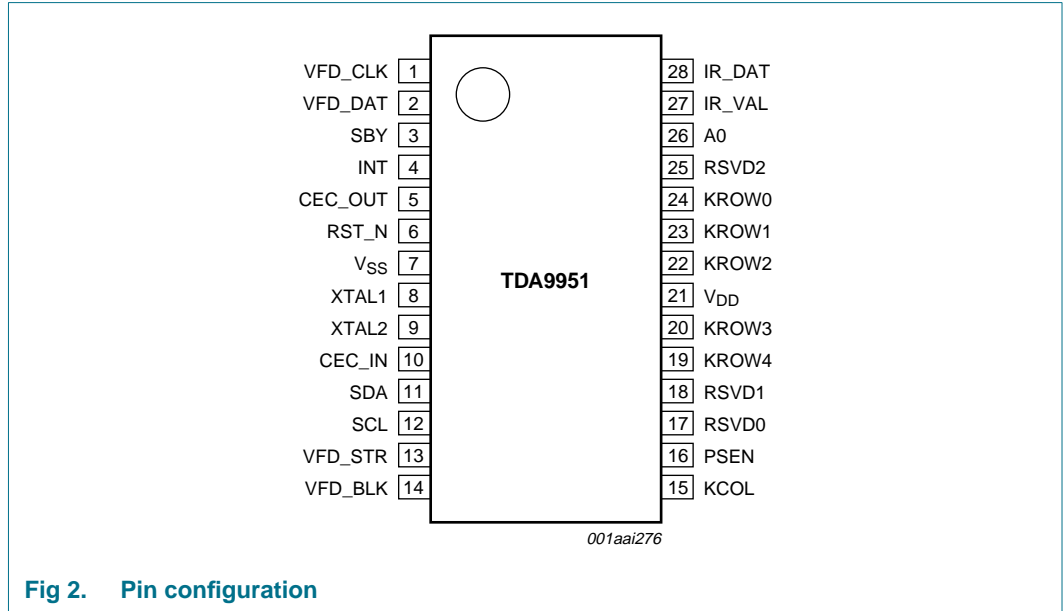 VFD_CLK 1 28 IR_DAT
VFD_DAT 2 27 IR_VAL
SBY 3 26 A0
INT 4 25 RSVD2
CEC_OUT 5 24 KROW0
RST_N 6 23 KROW1
VSS 7 22 KROW2
TDA9951
XTAL1 8 21 VDD
XTAL2 9 20 KROW3
CEC_IN 10 19 KROW4
SDA 11 18 RSVD1
SCL 12 17 RSVD0
VFD_STR 13 16 PSEN
VFD_BLK 14 15 KCOL
001aai276
Fig 2. Pin configuration